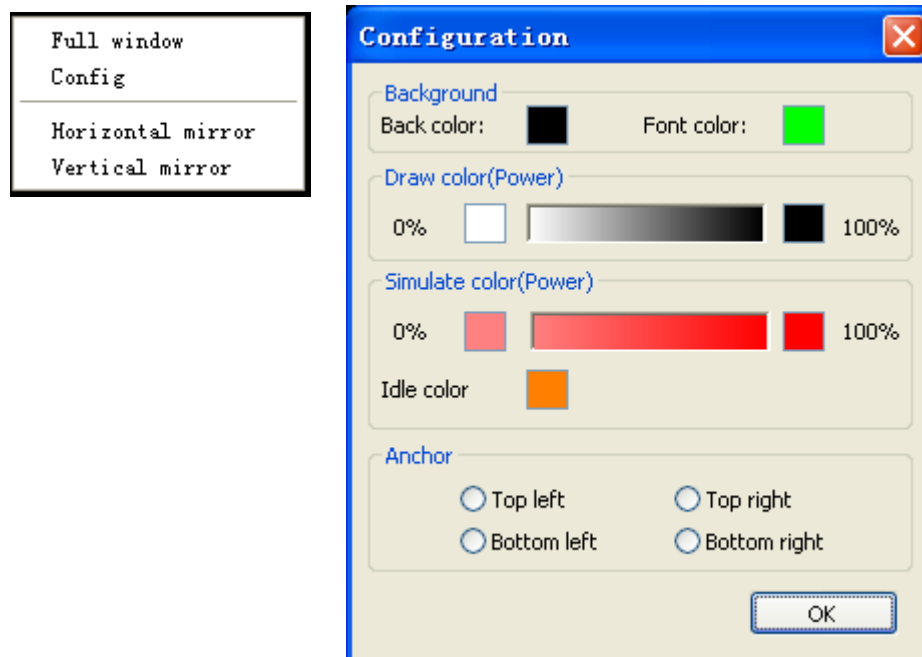 Full window
Config
Horizontal mirror
Vertical mirror
Configuration
Background
Back color: Font color:
Draw color(Power)
0% 100%
Simulate color(Power)
0% 100%
Idle color
Anchor
Top left Top right
Bottom left Bottom right
OK